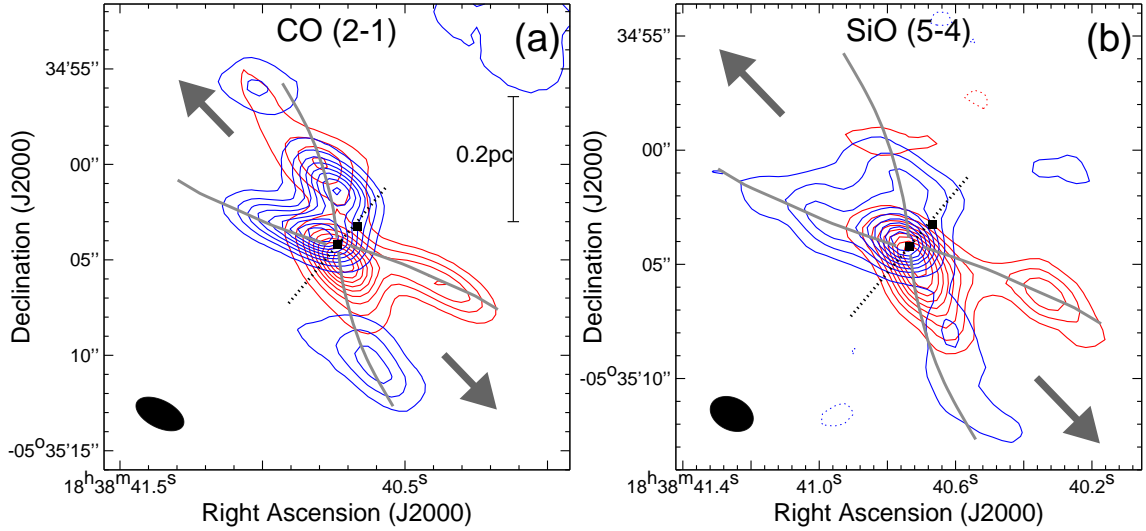 CO (2-1)
(a)
34'55''
00''
05''
10''
-05°35'15''
0.2pc
Declination (J2000)
18ʰ38ᵐ41.5ˢ
40.5ˢ
Right Ascension (J2000)
SiO (5-4)
(b)
34'55''
00''
05''
-05°35'10''
Declination (J2000)
18ʰ38ᵐ41.4ˢ
41.0ˢ
40.6ˢ
40.2ˢ
Right Ascension (J2000)